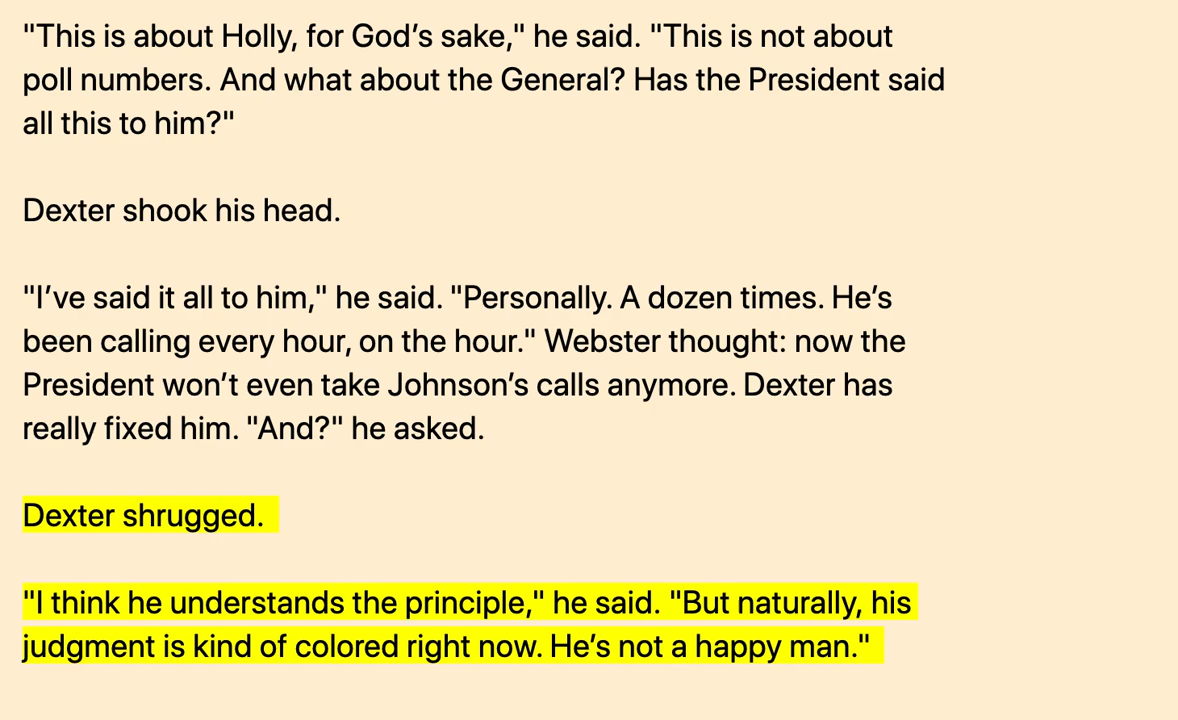 "This is about Holly, for God’s sake," he said. "This is not about
poll numbers. And what about the General? Has the President said
all this to him?"
Dexter shook his head.
"I’ve said it all to him," he said. "Personally. A dozen times. He’s
been calling every hour, on the hour." Webster thought: now the
President won’t even take Johnson’s calls anymore. Dexter has
really fixed him. "And?" he asked.
Dexter shrugged.
"I think he understands the principle," he said. "But naturally, his
judgment is kind of colored right now. He’s not a happy man."